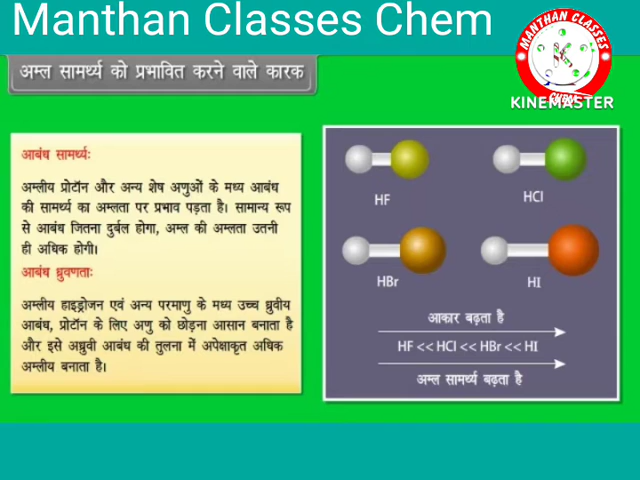 Manthan Classes Chem
MANTHAN CLASSES
CHEM
KINEMASTER
अम्ल सामर्थ्य को प्रभावित करने वाले कारक
आबंध सामर्थ्यः
अम्लीय प्रोटॉन और अन्य शेष अणुओं के मध्य आबंध
की सामर्थ्य का अम्लता पर प्रभाव पड़ता है। सामान्य रूप
से आबंध जितना दुर्बल होगा, अम्ल की अम्लता उतनी
ही अधिक होगी।
आबंध ध्रुवणताः
अम्लीय हाइड्रोजन एवं अन्य परमाणु के मध्य उच्च ध्रुवीय
आबंध, प्रोटॉन के लिए अणु को छोड़ना आसान बनाता है
और इसे अध्रुवी आबंध की तुलना में अपेक्षाकृत अधिक
अम्लीय बनाता है।
HF
HCl
HBr
HI
आकार बढ़ता है
HF << HCl << HBr << HI
अम्ल सामर्थ्य बढ़ता है